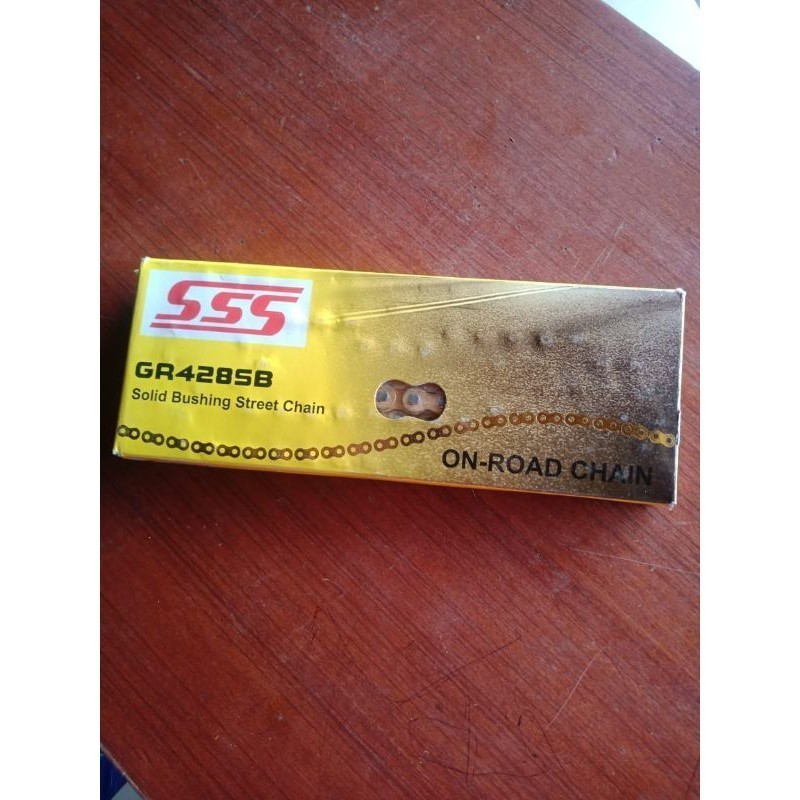 SSS
GR428SB
Solid Bushing Street Chain
ON-ROAD CHAIN